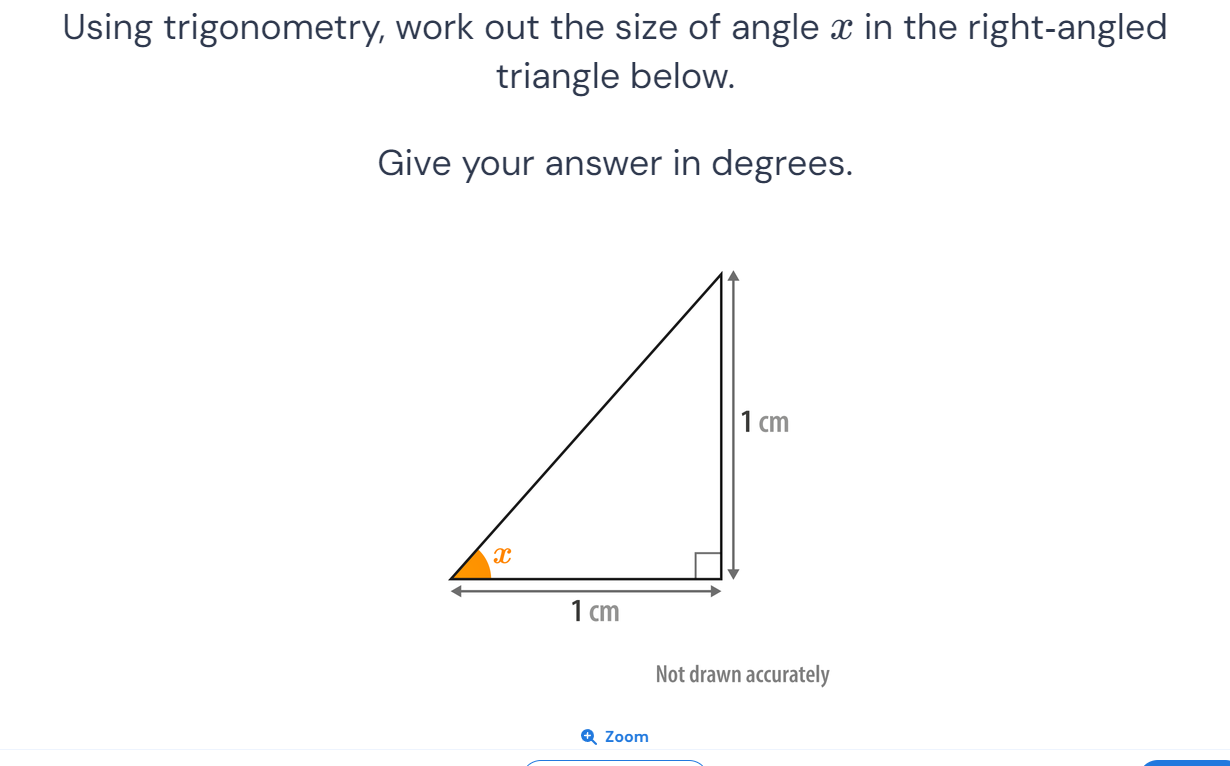 Using trigonometry, work out the size of angle x in the right-angled
triangle below.
Give your answer in degrees.
1 cm
x
1 cm
Not drawn accurately
Zoom